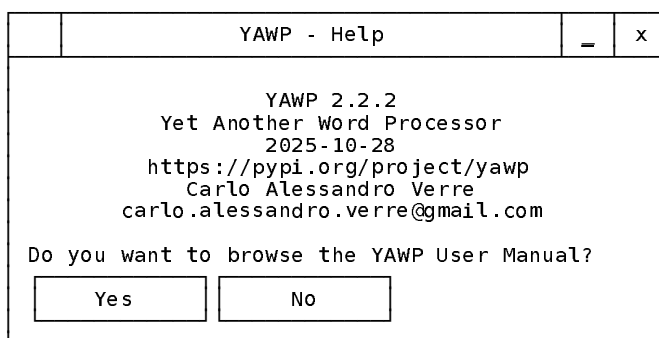 YAWP - Help _ x
YAWP 2.2.2
Yet Another Word Processor
2025-10-28
https://pypi.org/project/yawp
Carlo Alessandro Verre
carlo.alessandro.verre@gmail.com
Do you want to browse the YAWP User Manual?
Yes No